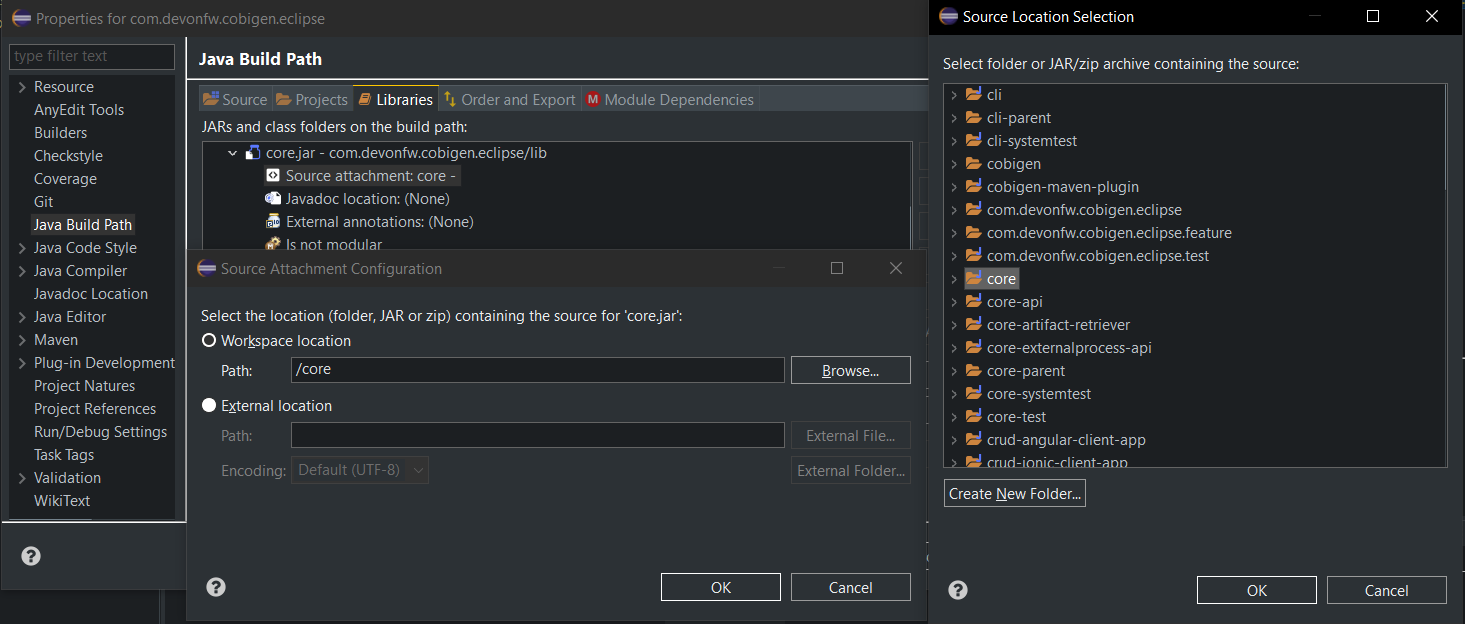 Properties for com.devonfw.cobigen.eclipse
type filter text
Resource
AnyEdit Tools
Builders
Checkstyle
Coverage
Git
Java Build Path
Java Code Style
Java Compiler
Javadoc Location
Java Editor
Maven
Plug-in Development
Project Natures
Project References
Run/Debug Settings
Task Tags
Validation
WikiText
Java Build Path
Source
Projects
Libraries
Order and Export
Module Dependencies
JARs and class folders on the build path:
core.jar - com.devonfw.cobigen.eclipse/lib
Source attachment: core -
Javadoc location: (None)
External annotations: (None)
Is not modular
Source Attachment Configuration
Select the location (folder, JAR or zip) containing the source for 'core.jar':
Workspace location
Path: /core Browse...
External location
Path: External File...
Encoding: Default (UTF-8) External Folder...
OK Cancel
Source Location Selection
Select folder or JAR/zip archive containing the source:
cli
cli-parent
cli-systemtest
cobigen
cobigen-maven-plugin
com.devonfw.cobigen.eclipse
com.devonfw.cobigen.eclipse.feature
com.devonfw.cobigen.eclipse.test
core
core-api
core-artifact-retriever
core-externalprocess-api
core-parent
core-systemtest
core-test
crud-angular-client-app
crud-ionic-client-app
Create New Folder...
OK Cancel